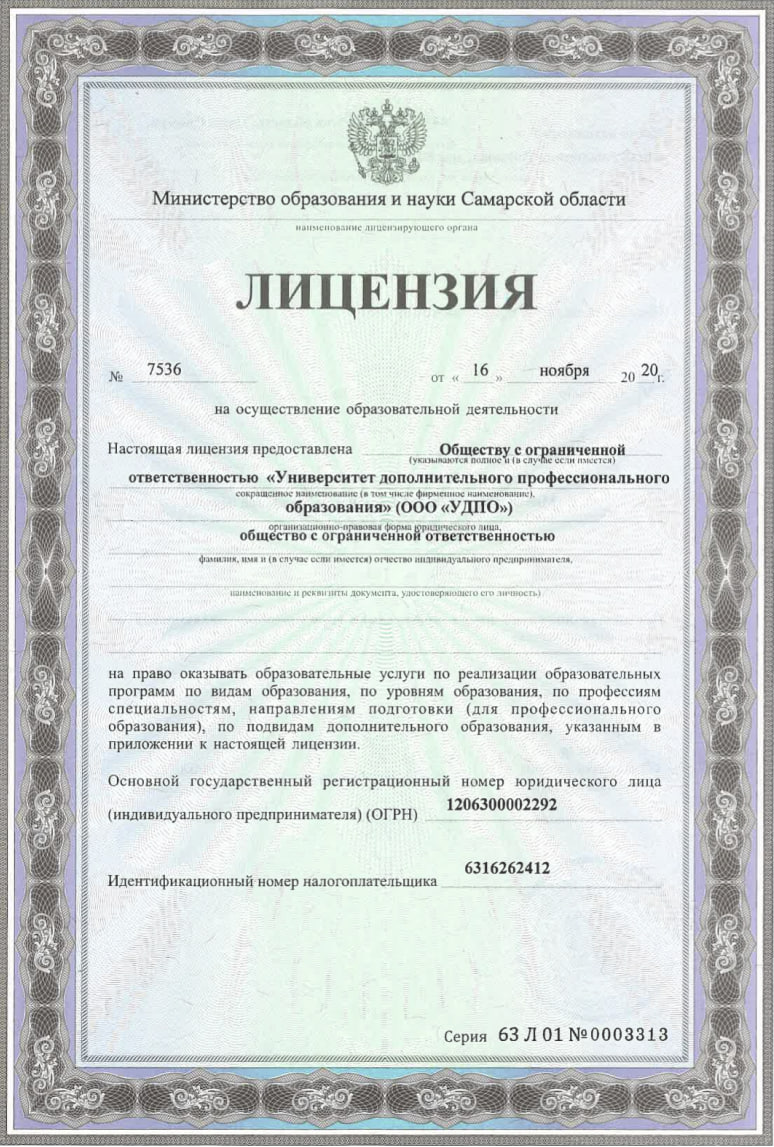 Министерство образования и науки Самарской области
наименование лицензирующего органа
ЛИЦЕНЗИЯ
№ 7536 от « 16 » ноября 20 20 г.
на осуществление образовательной деятельности
Настоящая лицензия предоставлена Обществу с ограниченной
(указываются полное и (в случае если имеется)
ответственностью «Университет дополнительного профессионального
сокращенное наименование (в том числе фирменное наименование),
образования» (ООО «УДПО»)
организационно-правовая форма юридического лица,
общество с ограниченной ответственностью
фамилия, имя и (в случае если имеется) отчество индивидуального предпринимателя,
наименование и реквизиты документа, удостоверяющего его личность)
на право оказывать образовательные услуги по реализации образовательных
программ по видам образования, по уровням образования, по профессиям
специальностям, направлениям подготовки (для профессионального
образования), по подвидам дополнительного образования, указанным в
приложении к настоящей лицензии.
Основной государственный регистрационный номер юридического лица
(индивидуального предпринимателя) (ОГРН) 1206300002292
Идентификационный номер налогоплательщика 6316262412
Серия 63 Л 01 №0003313